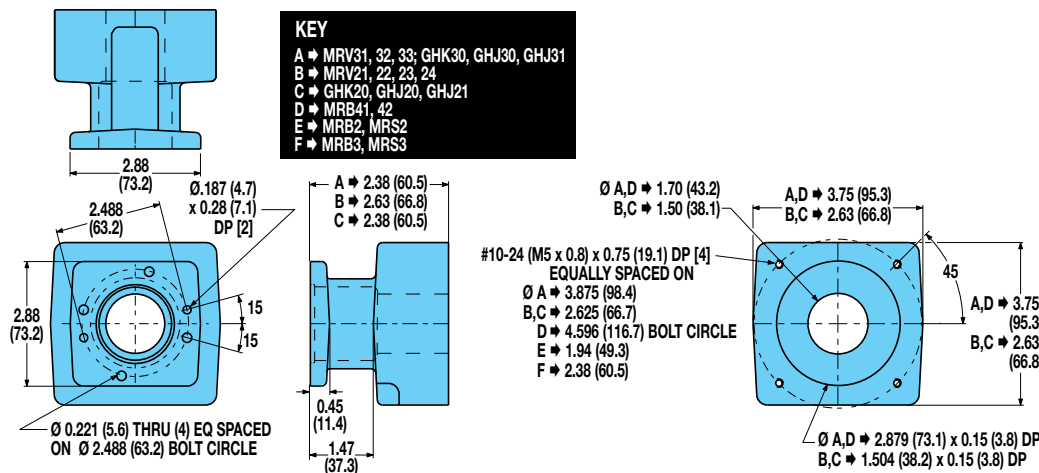 KEY
A ➧ MRV31, 32, 33; GHK30, GHJ30, GHJ31
B ➧ MRV21, 22, 23, 24
C ➧ GHK20, GHJ20, GHJ21
D ➧ MRB41, 42
E ➧ MRB2, MRS2
F ➧ MRB3, MRS3
2.88
(73.2)
Ø.187 (4.7)
x 0.28 (7.1)
DP [2]
2.488
(63.2)
2.88
(73.2)
15
15
Ø 0.221 (5.6) THRU (4) EQ SPACED
ON Ø 2.488 (63.2) BOLT CIRCLE
A ➧ 2.38 (60.5)
B ➧ 2.63 (66.8)
C ➧ 2.38 (60.5)
0.45
(11.4)
1.47
(37.3)
Ø A,D ➧ 1.70 (43.2)
B,C ➧ 1.50 (38.1)
A,D ➧ 3.75 (95.3)
B,C ➧ 2.63 (66.8)
#10-24 (M5 x 0.8) x 0.75 (19.1) DP [4]
EQUALLY SPACED ON
Ø A ➧ 3.875 (98.4)
B,C ➧ 2.625 (66.7)
D ➧ 4.596 (116.7) BOLT CIRCLE
E ➧ 1.94 (49.3)
F ➧ 2.38 (60.5)
45
A,D ➧ 3.75
(95.3
B,C ➧ 2.63
(66.8
Ø A,D ➧ 2.879 (73.1) x 0.15 (3.8) DP
B,C ➧ 1.504 (38.2) x 0.15 (3.8) DP